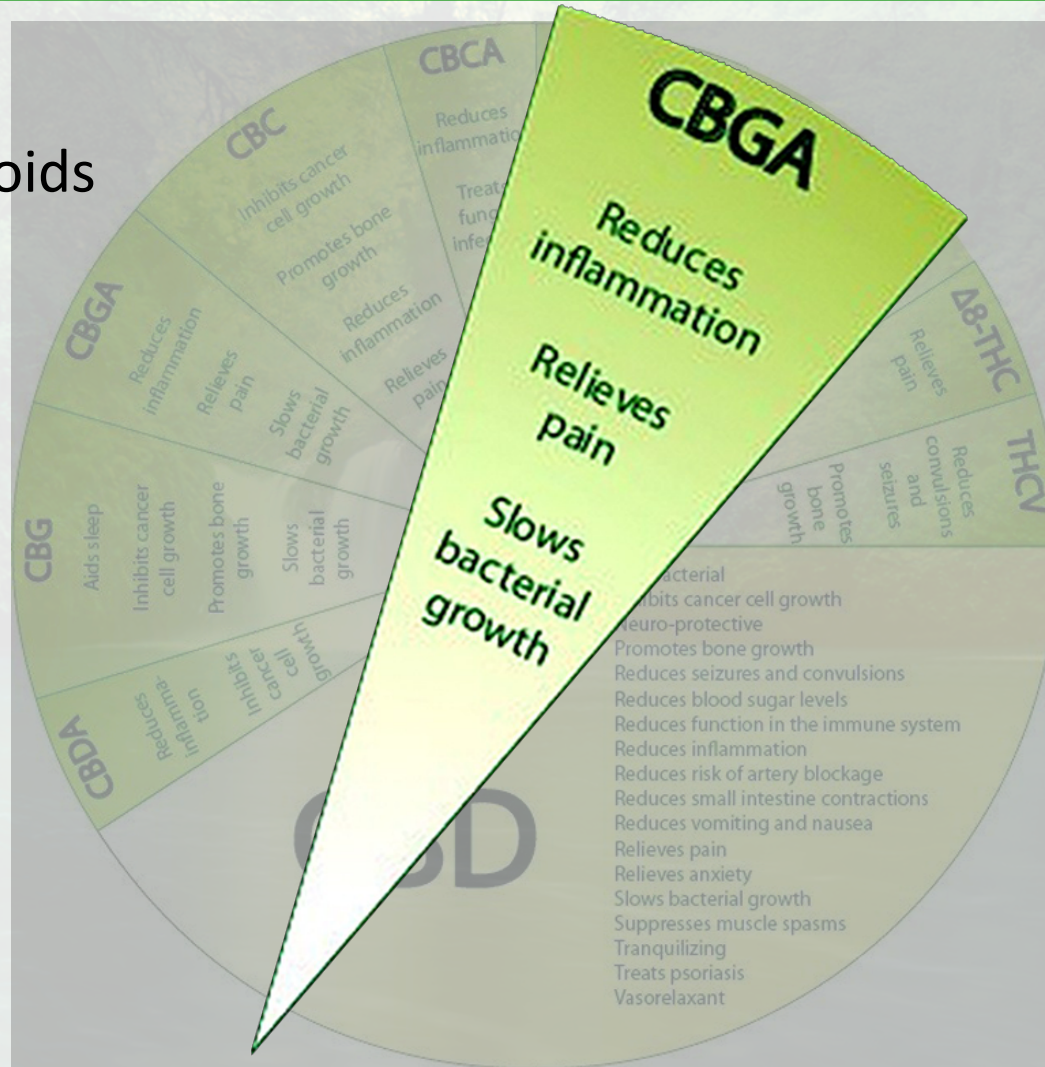 oids
CBGA
Reduces
inflammation
Relieves
pain
Slows
bacterial
growth
CBCA
Reduces
CBC
Inhibits cancer
cell growth
Promotes bone
growth
Reduces
inflammation
Relieves
pain
CBGA
Reduces
inflammation
Relieves
pain
Slows
bacterial
growth
CBG
Aids sleep
Inhibits cancer
cell growth
Promotes bone
growth
Slows
bacterial
growth
CBDA
Reduces
inflamma-
tion
Inhibits
cancer
cell
growth
Δ8-THC
Relieves
pain
THCV
Reduces
convulsions
and
seizures
Promotes
bone
growth
D
acterial
bits cancer cell growth
Neuro-protective
Promotes bone growth
Reduces seizures and convulsions
Reduces blood sugar levels
Reduces function in the immune system
Reduces inflammation
Reduces risk of artery blockage
Reduces small intestine contractions
Reduces vomiting and nausea
Relieves pain
Relieves anxiety
Slows bacterial growth
Suppresses muscle spasms
Tranquilizing
Treats psoriasis
Vasorelaxant